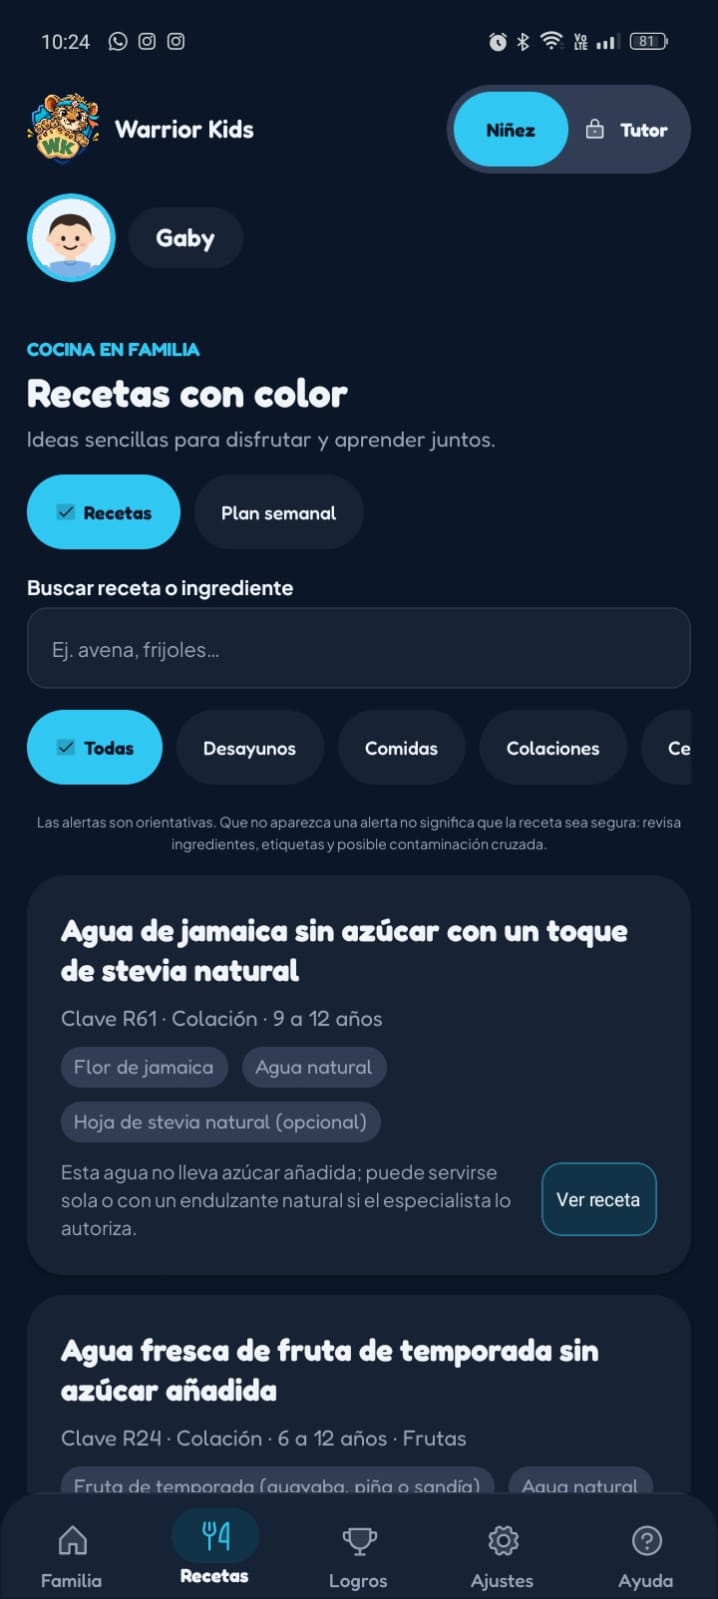 10:24
81
Warrior Kids
WK
Niñez
Tutor
Gaby
COCINA EN FAMILIA
Recetas con color
Ideas sencillas para disfrutar y aprender juntos.
Recetas
Plan semanal
Buscar receta o ingrediente
Ej. avena, frijoles...
Todas
Desayunos
Comidas
Colaciones
Ce
Las alertas son orientativas. Que no aparezca una alerta no significa que la receta sea segura: revisa
ingredientes, etiquetas y posible contaminación cruzada.
Agua de jamaica sin azúcar con un toque
de stevia natural
Clave R61 · Colación · 9 a 12 años
Flor de jamaica
Agua natural
Hoja de stevia natural (opcional)
Esta agua no lleva azúcar añadida; puede servirse
sola o con un endulzante natural si el especialista lo
autoriza.
Ver receta
Agua fresca de fruta de temporada sin
azúcar añadida
Clave R24 · Colación · 6 a 12 años · Frutas
Fruta de temporada (guayaba, piña o sandía)
Agua natural
Familia
Recetas
Logros
Ajustes
Ayuda